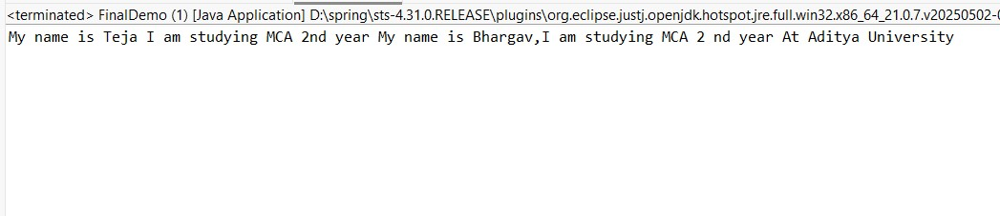 <terminated> FinalDemo (1) [Java Application] D:\spring\sts-4.31.0.RELEASE\plugins\org.eclipse.justj.openjdk.hotspot.jre.full.win32.x86_64_21.0.7.v20250502-
My name is Teja I am studying MCA 2nd year My name is Bhargav,I am studying MCA 2 nd year At Aditya University